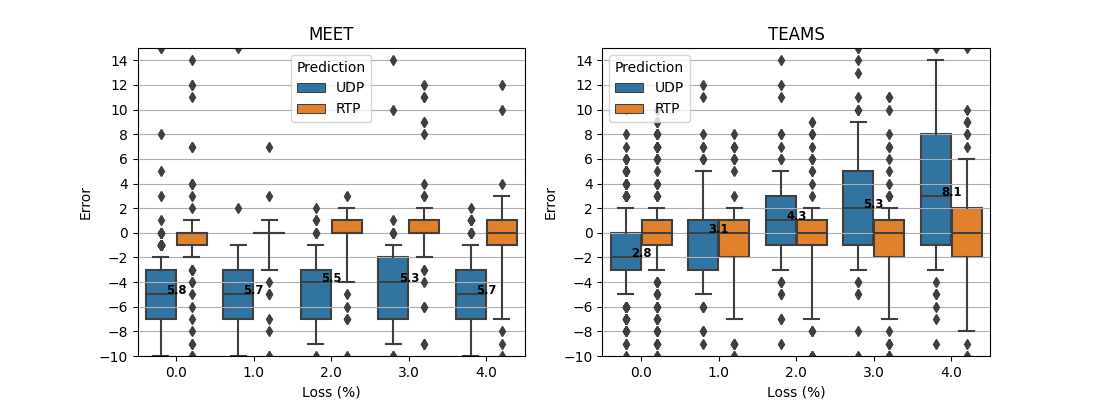 MEET
Error
14
12
10
8
6
4
2
0
−2
−4
−6
−8
−10
Prediction
UDP
RTP
5.8
5.7
5.5
5.3
5.7
0.0 1.0 2.0 3.0 4.0
Loss (%)
TEAMS
Error
14
12
10
8
6
4
2
0
−2
−4
−6
−8
−10
Prediction
UDP
RTP
2.8
3.1
4.3
5.3
8.1
0.0 1.0 2.0 3.0 4.0
Loss (%)